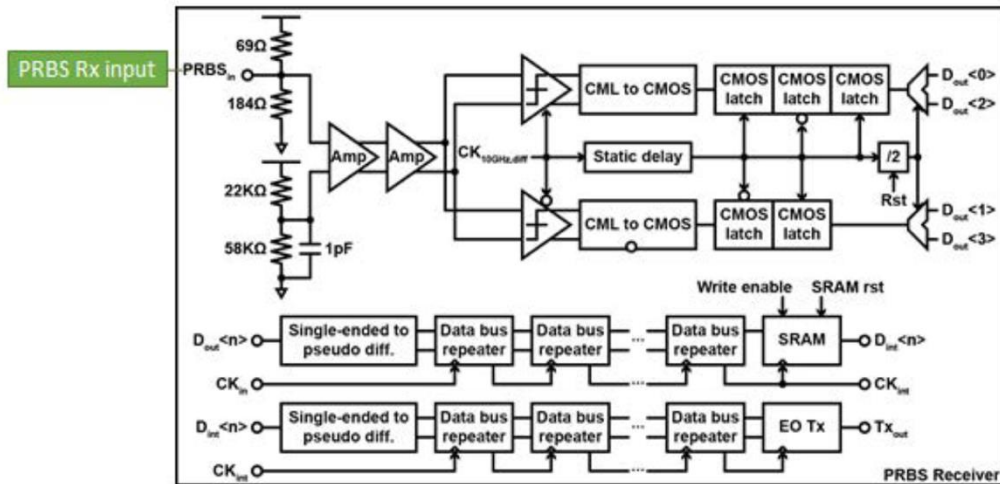 PRBS Rx input
69Ω
PRBSin
184Ω
22KΩ
58KΩ
1pF
Amp
Amp
CK10GHz,diff
CML to CMOS
CMOS latch
CMOS latch
CMOS latch
Static delay
/2
Rst
Dout<0>
Dout<2>
CML to CMOS
CMOS latch
CMOS latch
Dout<1>
Dout<3>
Write enable
SRAM rst
Dout<n>
Single-ended to
pseudo diff.
Data bus
repeater
Data bus
repeater
...
Data bus
repeater
SRAM
Dint<n>
CKin
...
CKint
Dint<n>
Single-ended to
pseudo diff.
Data bus
repeater
Data bus
repeater
...
Data bus
repeater
EO Tx
Txout
CKint
...
PRBS Receiver